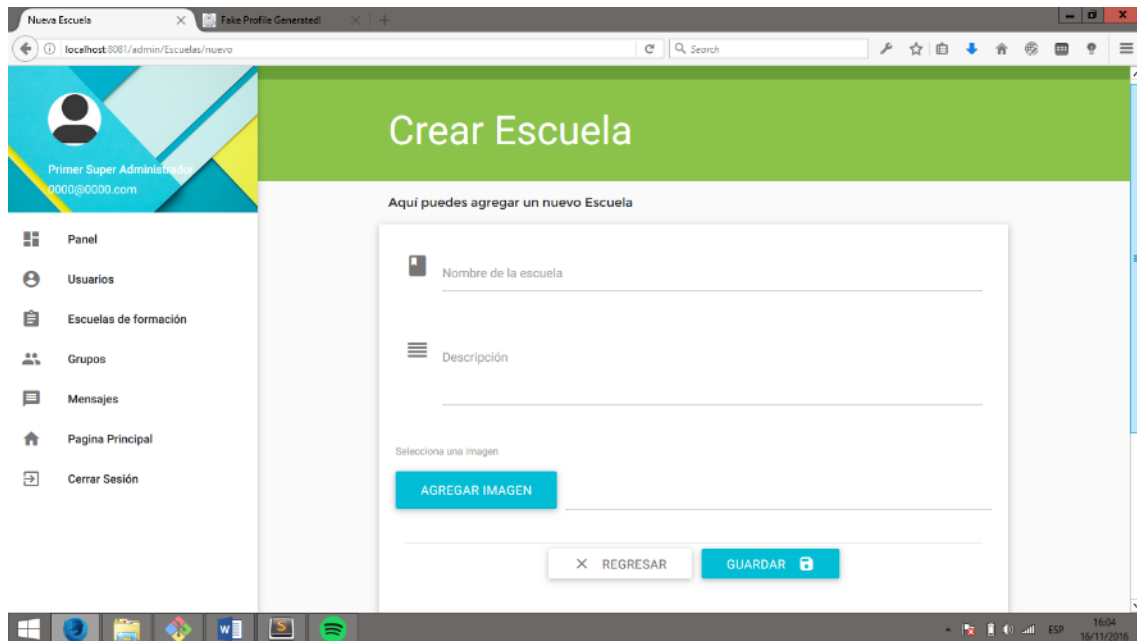 Nueva Escuela
Fake Profile Generated!
localhost:8081/admin/Escuelas/nuevo
Search
Primer Super Administrador
0000@0000.com
Panel
Usuarios
Escuelas de formación
Grupos
Mensajes
Pagina Principal
Cerrar Sesión
Crear Escuela
Aquí puedes agregar un nuevo Escuela
Nombre de la escuela
Descripción
Selecciona una imagen
AGREGAR IMAGEN
REGRESAR
GUARDAR
ESP
16:04
16/11/2016